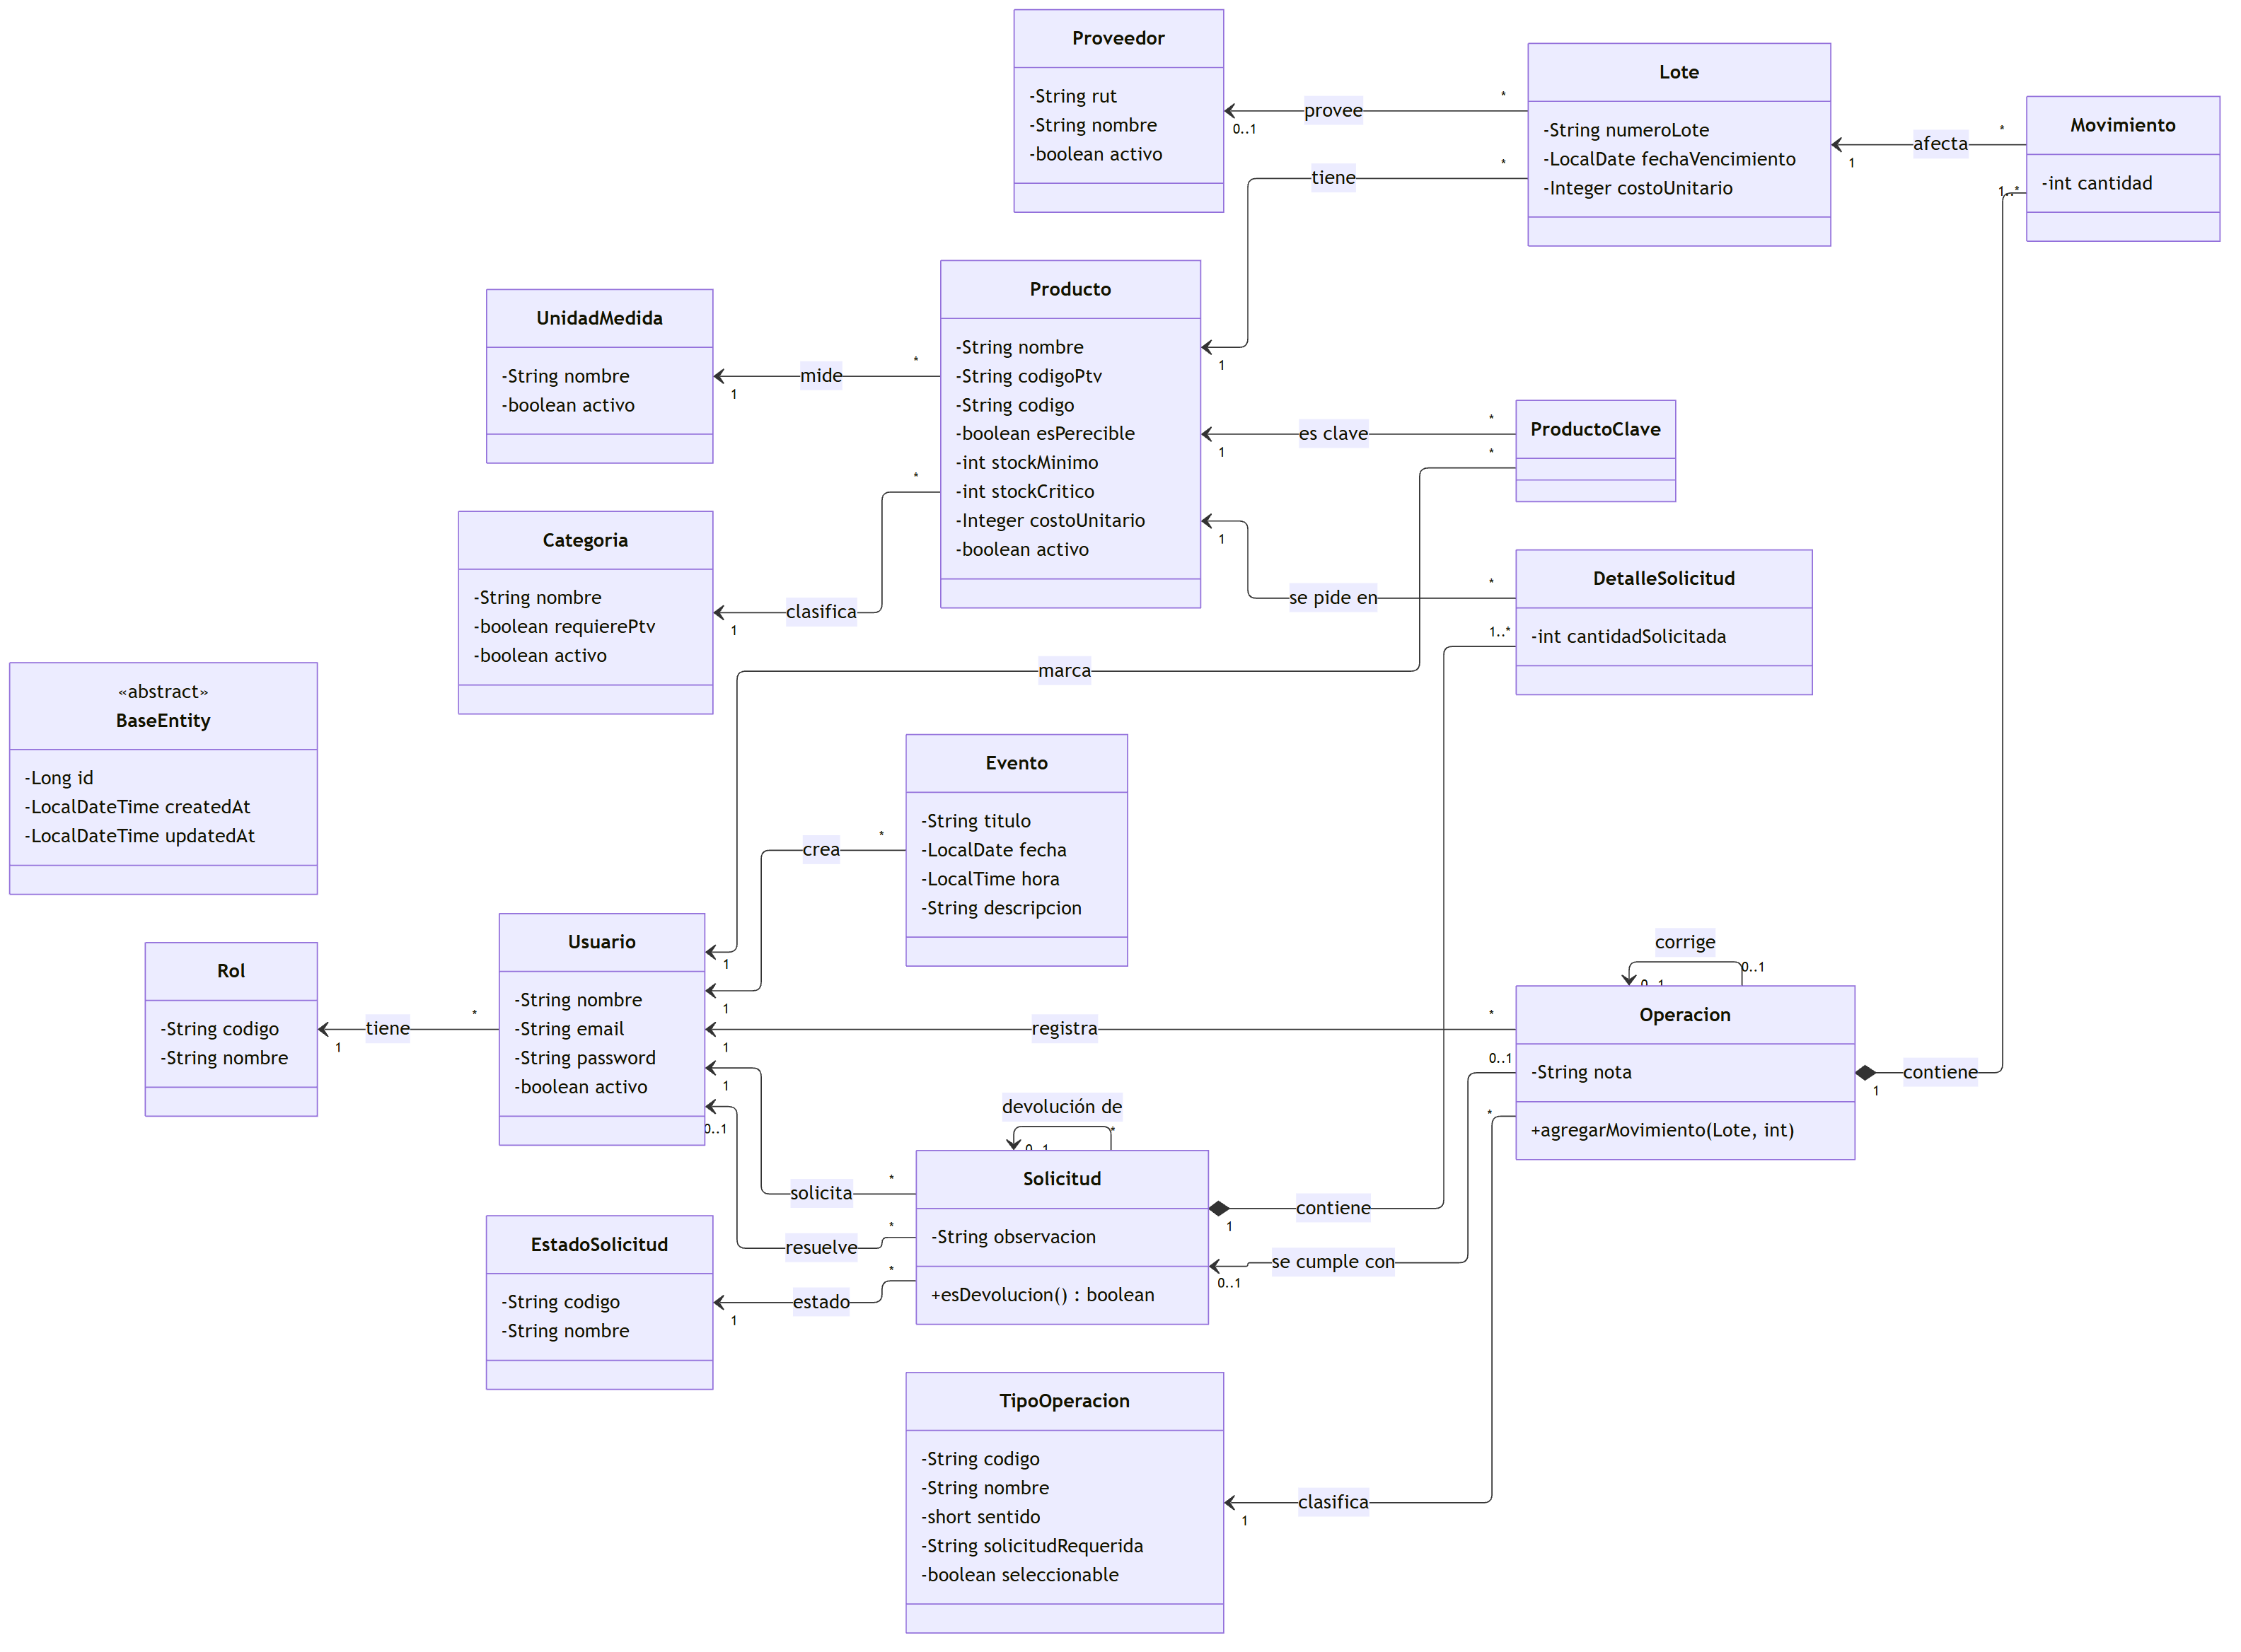 Proveedor
-String rut
-String nombre
-boolean activo
Lote
-String numeroLote
-LocalDate fechaVencimiento
-Integer costoUnitario
Movimiento
-int cantidad
provee
*
0..1
tiene
*
1
afecta
*
1
1..*
UnidadMedida
-String nombre
-boolean activo
mide
*
1
Producto
-String nombre
-String codigoPtv
-String codigo
-boolean esPerecible
-int stockMinimo
-int stockCritico
-Integer costoUnitario
-boolean activo
es clave
*
1
ProductoClave
*
Categoria
-String nombre
-boolean requierePtv
-boolean activo
clasifica
*
1
se pide en
*
1
DetalleSolicitud
-int cantidadSolicitada
1..*
marca
1
«abstract»
BaseEntity
-Long id
-LocalDateTime createdAt
-LocalDateTime updatedAt
Evento
-String titulo
-LocalDate fecha
-LocalTime hora
-String descripcion
crea
*
1
Rol
-String codigo
-String nombre
tiene
*
1
Usuario
-String nombre
-String email
-String password
-boolean activo
registra
*
1
corrige
0..1
0..1
Operacion
-String nota
+agregarMovimiento(Lote, int)
contiene
1
0..1
*
devolución de
*
0..1
Solicitud
-String observacion
+esDevolucion() : boolean
solicita
*
1
resuelve
*
0..1
estado
*
1
contiene
1
se cumple con
0..1
EstadoSolicitud
-String codigo
-String nombre
TipoOperacion
-String codigo
-String nombre
-short sentido
-String solicitudRequerida
-boolean seleccionable
clasifica
1